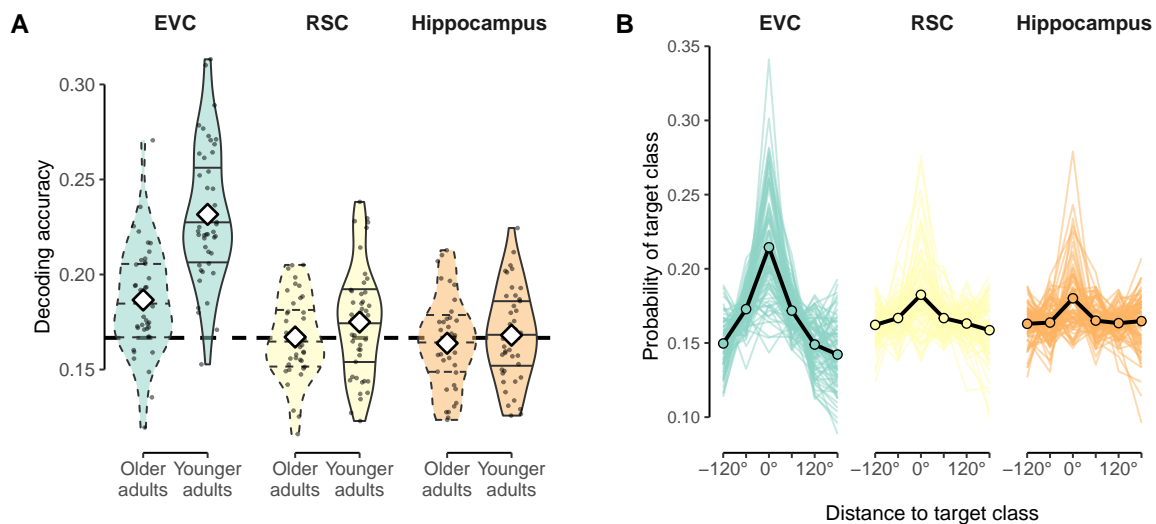 A
EVC RSC Hippocampus
Decoding accuracy
0.30
0.25
0.20
0.15
Older adults
Younger adults
Older adults
Younger adults
Older adults
Younger adults
B
EVC RSC Hippocampus
Probability of target class
0.35
0.30
0.25
0.20
0.15
0.10
−120° 0° 120° −120° 0° 120° −120° 0° 120°
Distance to target class